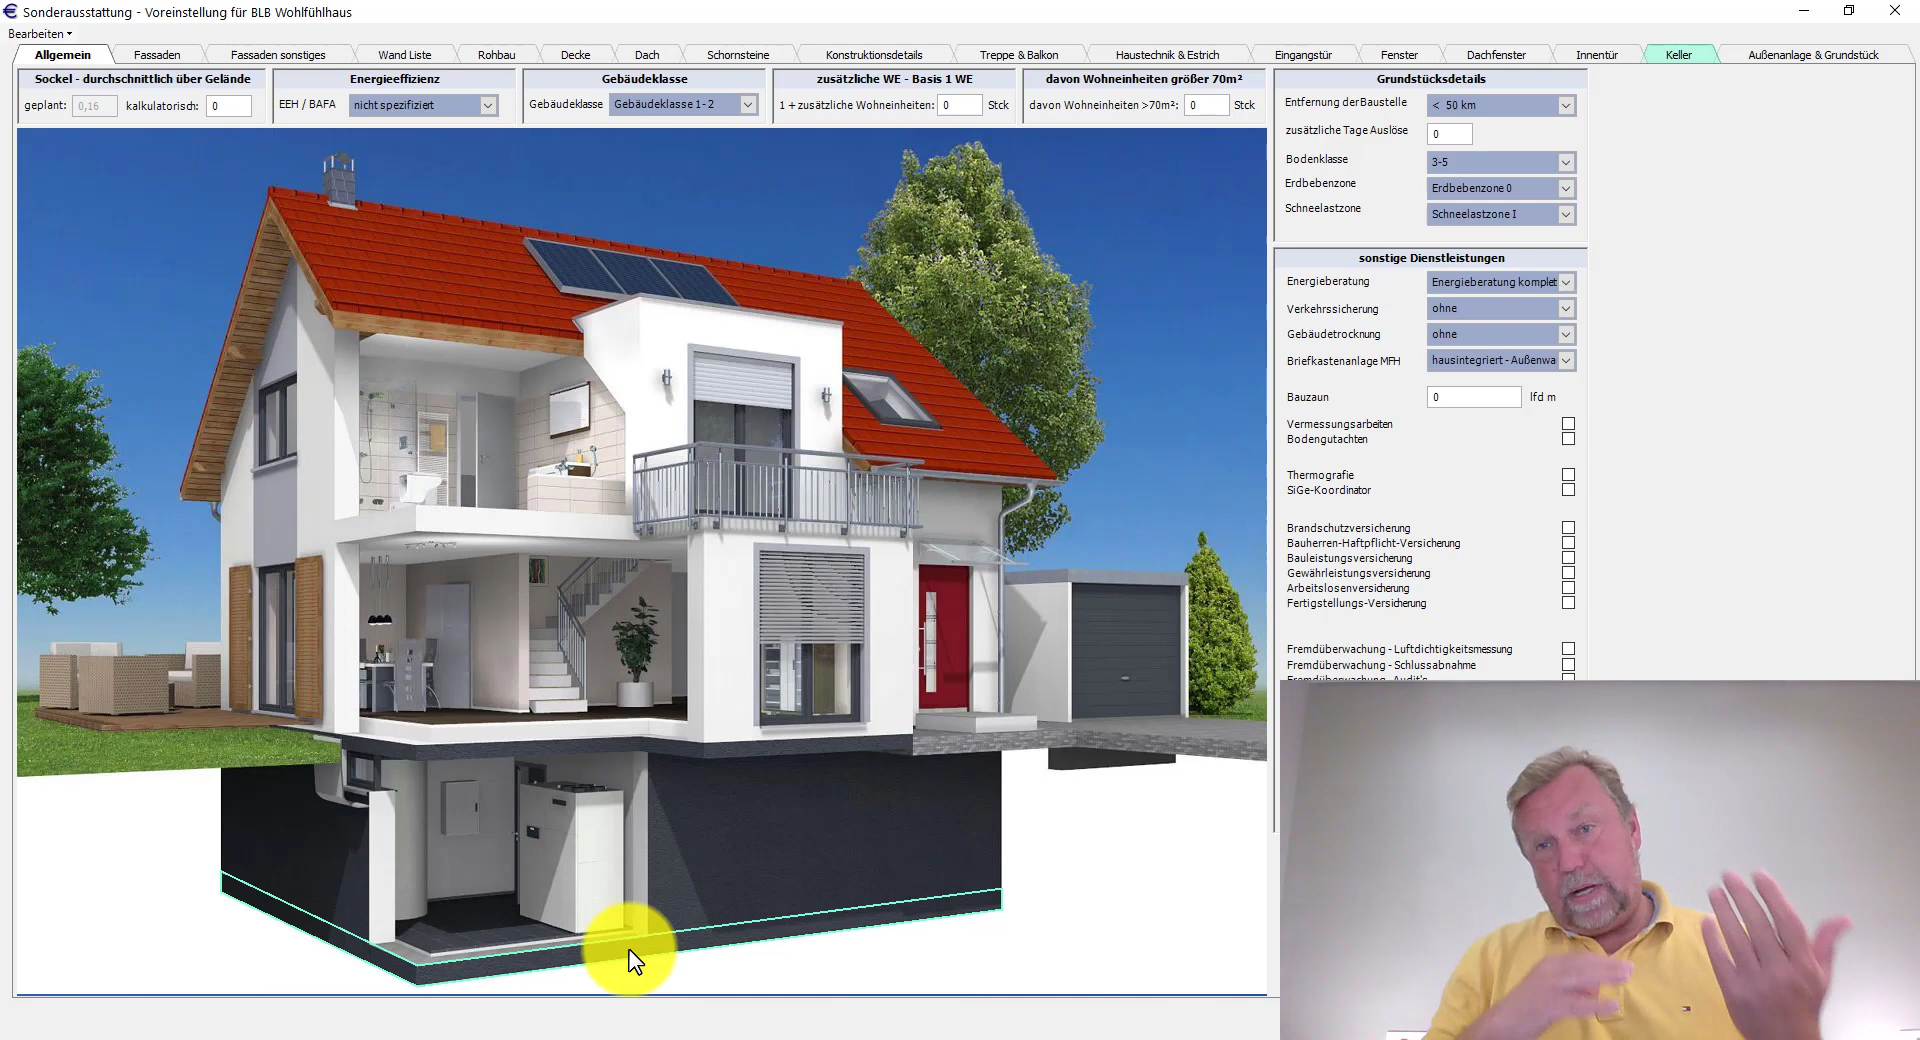 Sonderausstattung - Voreinstellung für BLB Wohlfühlhaus
Bearbeiten
Allgemein Fassaden Fassaden sonstiges Wand Liste Rohbau Decke Dach Schornsteine Konstruktionsdetails Treppe & Balkon Haustechnik & Estrich Eingangstür Fenster Dachfenster Innentür Keller Außenanlage & Grundstück
Sockel - durchschnittlich über Gelände
geplant: 0,16 kalkulatorisch: 0
Energieeffizienz
EEH / BAFA nicht spezifiziert
Gebäudeklasse
Gebäudeklasse Gebäudeklasse 1-2
zusätzliche WE - Basis 1 WE
1 + zusätzliche Wohneinheiten: 0 Stck
davon Wohneinheiten größer 70m²
davon Wohneinheiten >70m²: 0 Stck
Grundstücksdetails
Entfernung der Baustelle < 50 km
zusätzliche Tage Auslöse 0
Bodenklasse 3-5
Erdbebenzone Erdbebenzone 0
Schneelastzone Schneelastzone I
sonstige Dienstleistungen
Energieberatung Energieberatung komplet
Verkehrssicherung ohne
Gebäudetrocknung ohne
Briefkastenanlage MFH hausintegriert - Außenwa
Bauzaun 0 lfd m
Vermessungsarbeiten
Bodengutachten
Thermografie
SiGe-Koordinator
Brandschutzversicherung
Bauherren-Haftpflicht-Versicherung
Bauleistungsversicherung
Gewährleistungsversicherung
Arbeitslosenversicherung
Fertigstellungs-Versicherung
Fremdüberwachung - Luftdichtigkeitsmessung
Fremdüberwachung - Schlussabnahme
Fremdüberwachung - Audit's